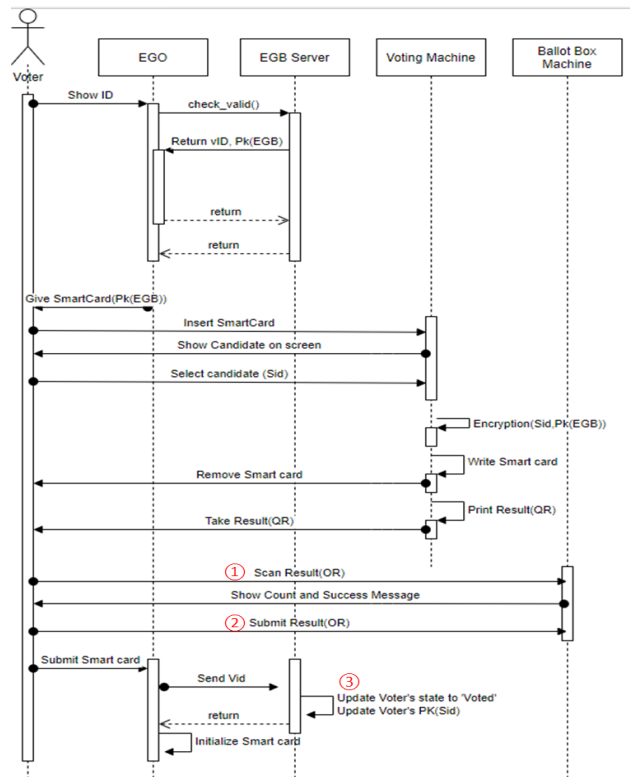 Voter
EGO
EGB Server
Voting Machine
Ballot Box
Machine
Show ID
check_valid()
Return vID, Pk(EGB)
return
return
Give SmartCard(Pk(EGB))
Insert SmartCard
Show Candidate on screen
Select candidate (Sid)
Encryption(Sid,Pk(EGB))
Write Smart card
Remove Smart card
Print Result(QR)
Take Result(QR)
① Scan Result(OR)
Show Count and Success Message
② Submit Result(OR)
Submit Smart card
Send Vid
③
Update Voter's state to 'Voted'
Update Voter's PK(Sid)
return
Initialize Smart card